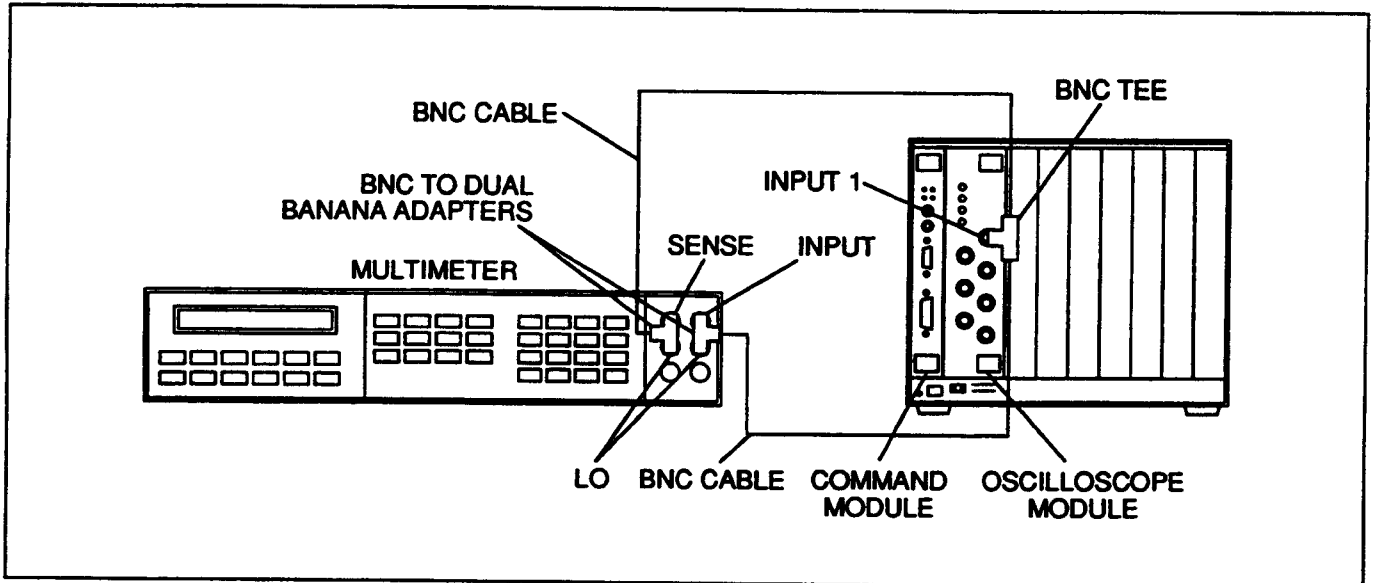 BNC TEE
BNC CABLE
INPUT 1
BNC TO DUAL
BANANA ADAPTERS
SENSE
INPUT
MULTIMETER
LO
BNC CABLE
COMMAND
MODULE
OSCILLOSCOPE
MODULE